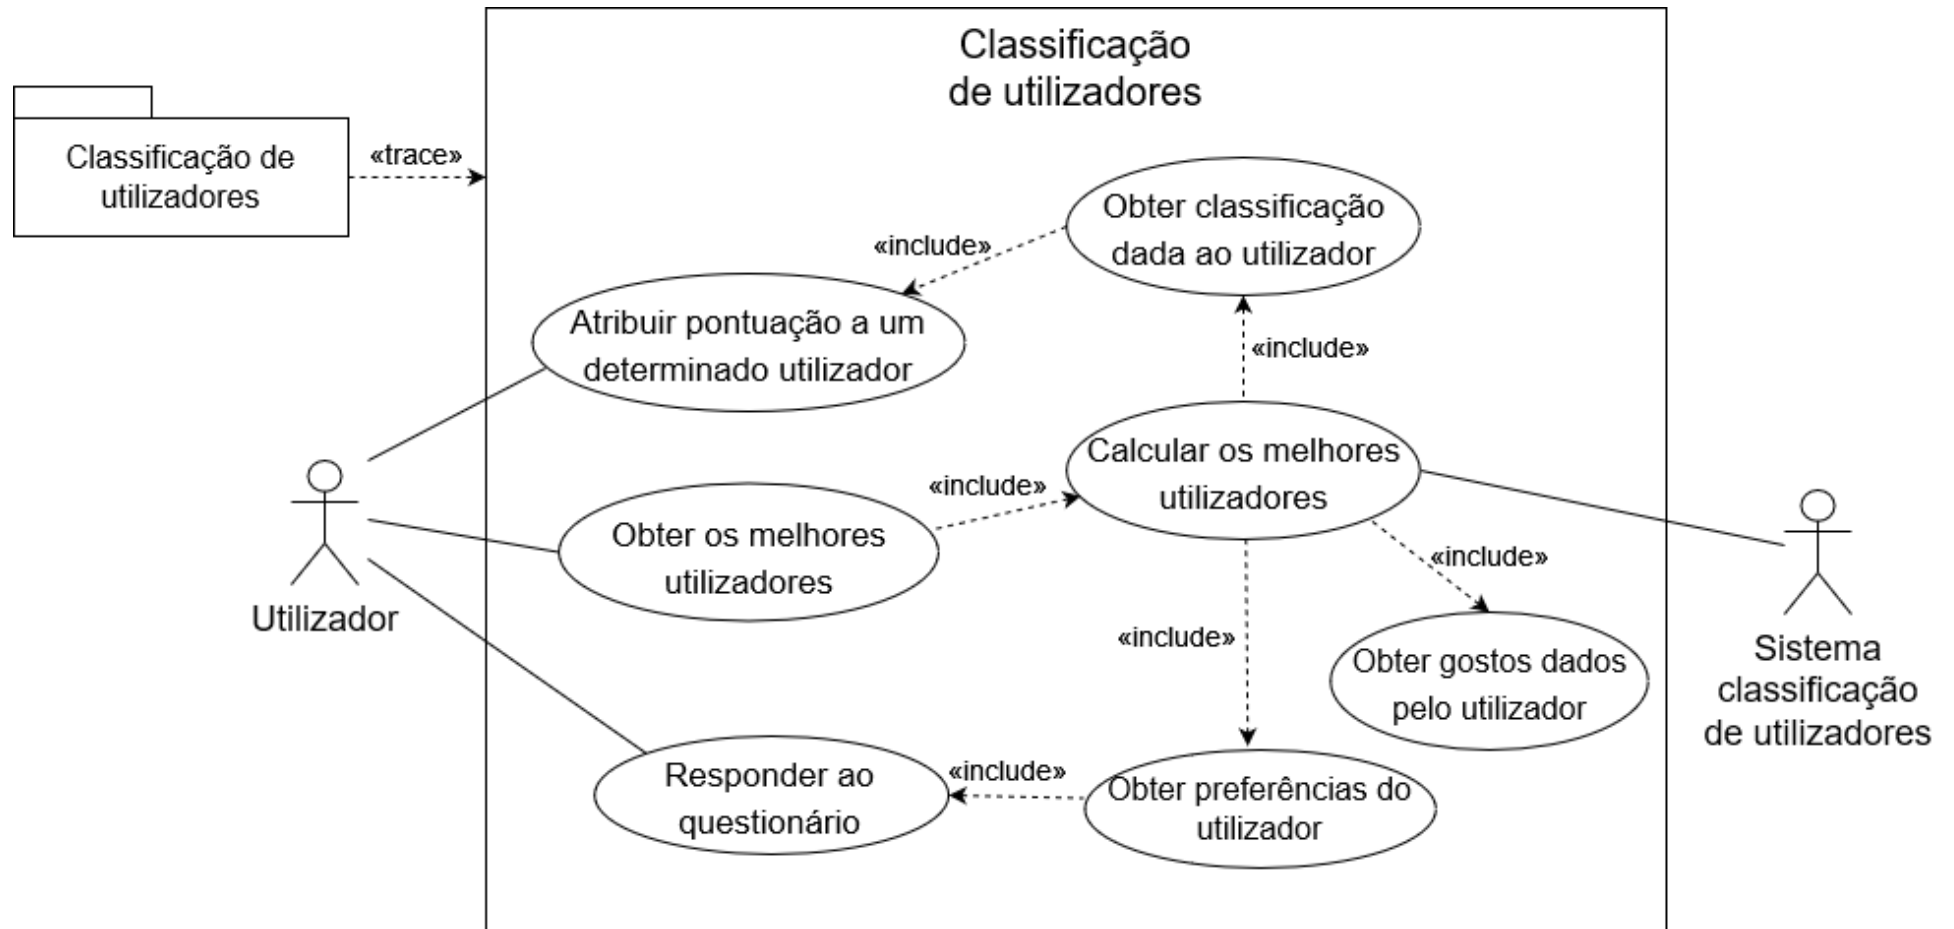 Classificação
de utilizadores
Classificação de
utilizadores
«trace»
Obter classificação
dada ao utilizador
«include»
Atribuir pontuação a um
determinado utilizador
«include»
Calcular os melhores
utilizadores
«include»
Obter os melhores
utilizadores
«include»
Utilizador
«include»
Obter gostos dados
pelo utilizador
Sistema
classificação
de utilizadores
Responder ao
questionário
«include»
Obter preferências do
utilizador